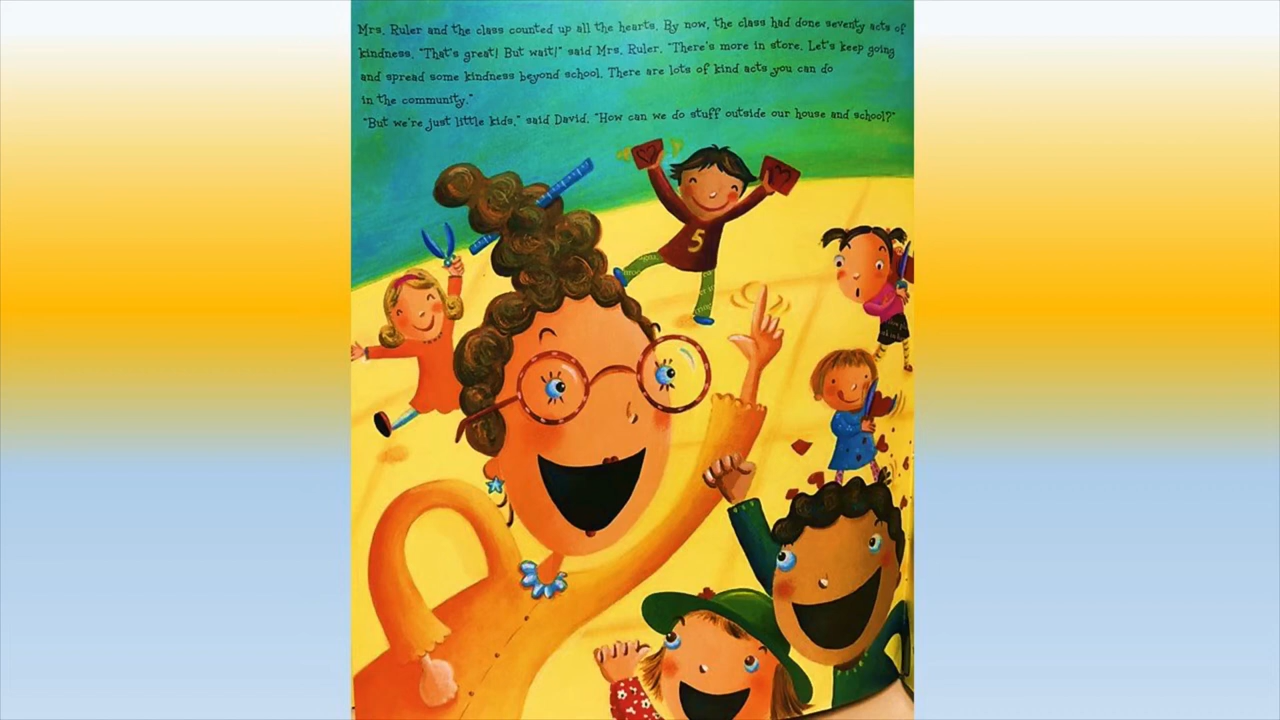 Mrs. Ruler and the class counted up all the hearts. By now, the class had done seventy acts of
kindness. "That's great! But wait!" said Mrs. Ruler. "There's more in store. Let's keep going
and spread some kindness beyond school. There are lots of kind acts you can do
in the community."
"But we're just little kids," said David. "How can we do stuff outside our house and school?"
5